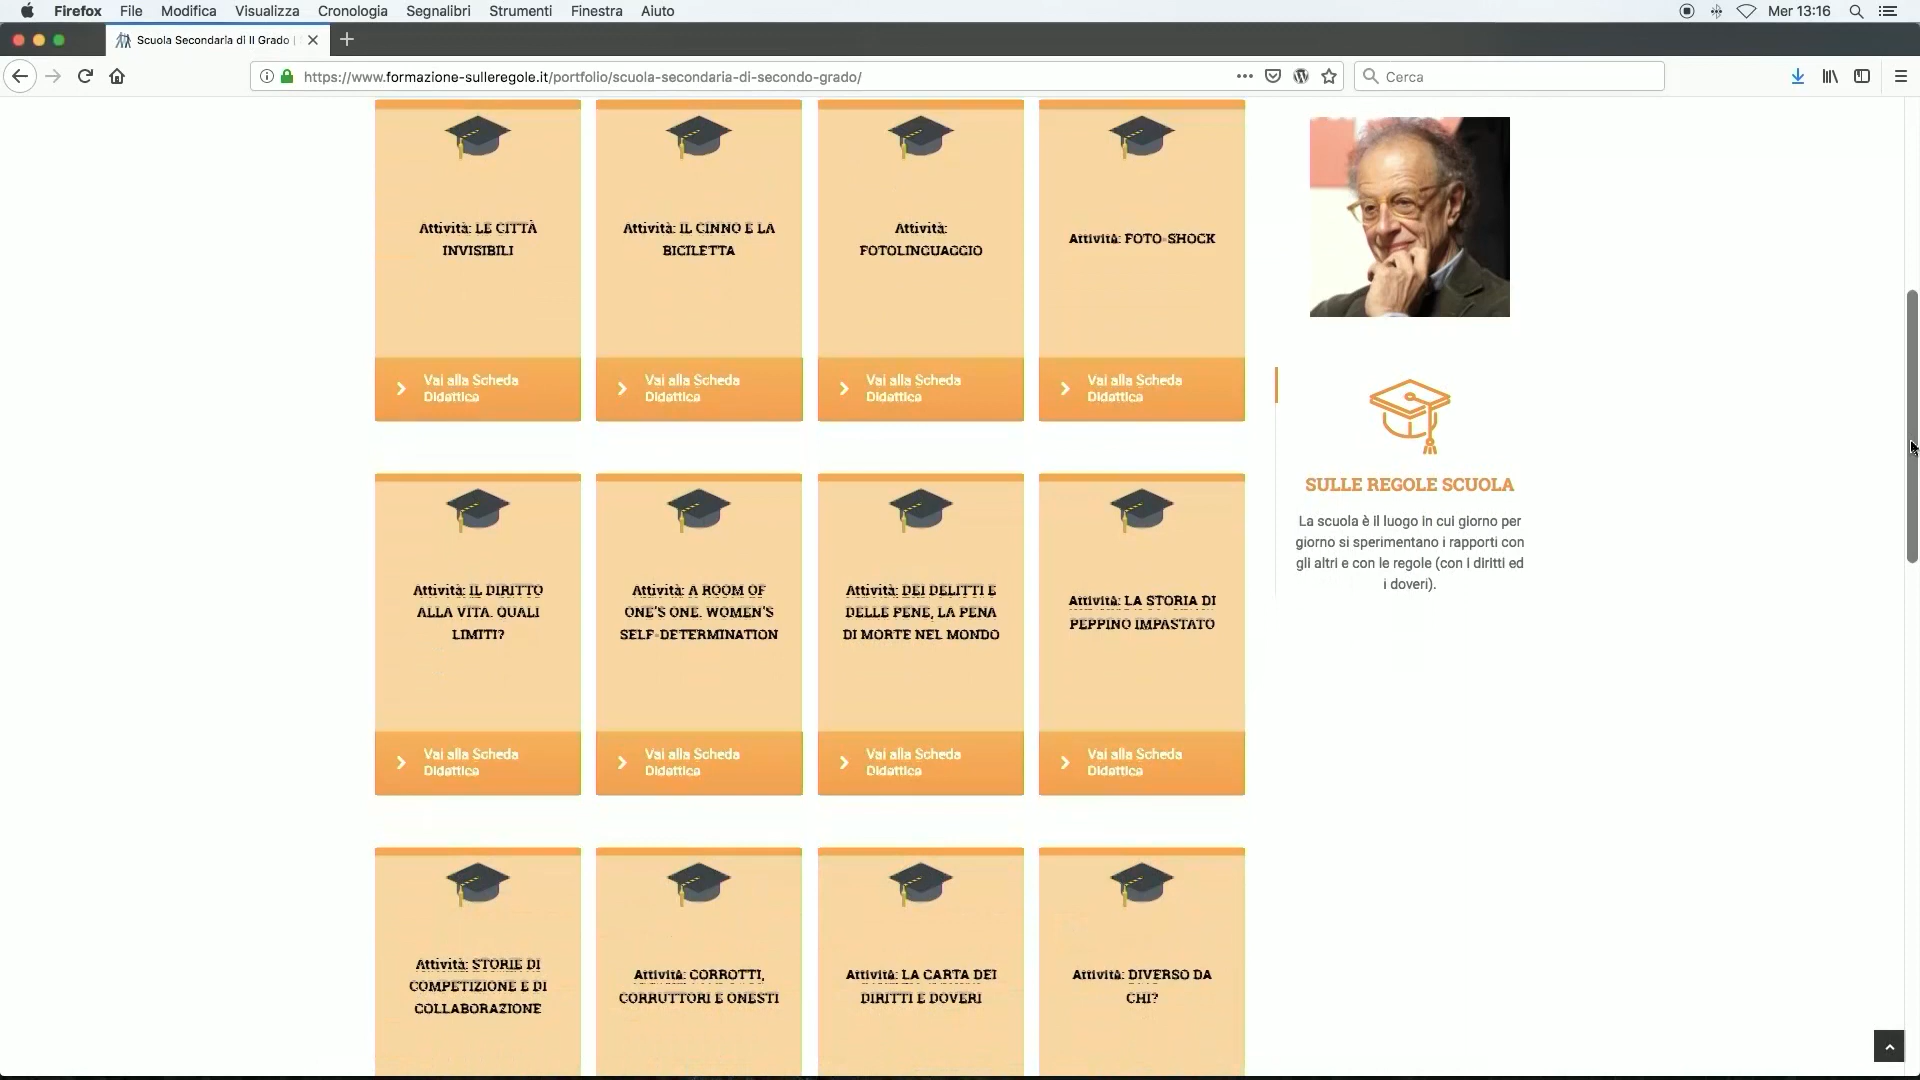 Firefox File Modifica Visualizza Cronologia Segnalibri Strumenti Finestra Aiuto Mer 13:16
Scuola Secondaria di II Grado |
https://www.formazione-sulleregole.it/portfolio/scuola-secondaria-di-secondo-grado/
Cerca
Attività: LE CITTÀ
INVISIBILI
Vai alla Scheda
Didattica
Attività: IL CINNO E LA
BICILETTA
Vai alla Scheda
Didattica
Attività:
FOTOLINGUAGGIO
Vai alla Scheda
Didattica
Attività: FOTO-SHOCK
Vai alla Scheda
Didattica
Attività: IL DIRITTO
ALLA VITA. QUALI
LIMITI?
Vai alla Scheda
Didattica
Attività: A ROOM OF
ONE'S ONE. WOMEN'S
SELF-DETERMINATION
Vai alla Scheda
Didattica
Attività: DEI DELITTI E
DELLE PENE, LA PENA
DI MORTE NEL MONDO
Vai alla Scheda
Didattica
Attività: LA STORIA DI
PEPPINO IMPASTATO
Vai alla Scheda
Didattica
Attività: STORIE DI
COMPETIZIONE E DI
COLLABORAZIONE
Attività: CORROTTI,
CORRUTTORI E ONESTI
Attività: LA CARTA DEI
DIRITTI E DOVERI
Attività: DIVERSO DA
CHI?
SULLE REGOLE SCUOLA
La scuola è il luogo in cui giorno per
giorno si sperimentano i rapporti con
gli altri e con le regole (con i diritti ed
i doveri).